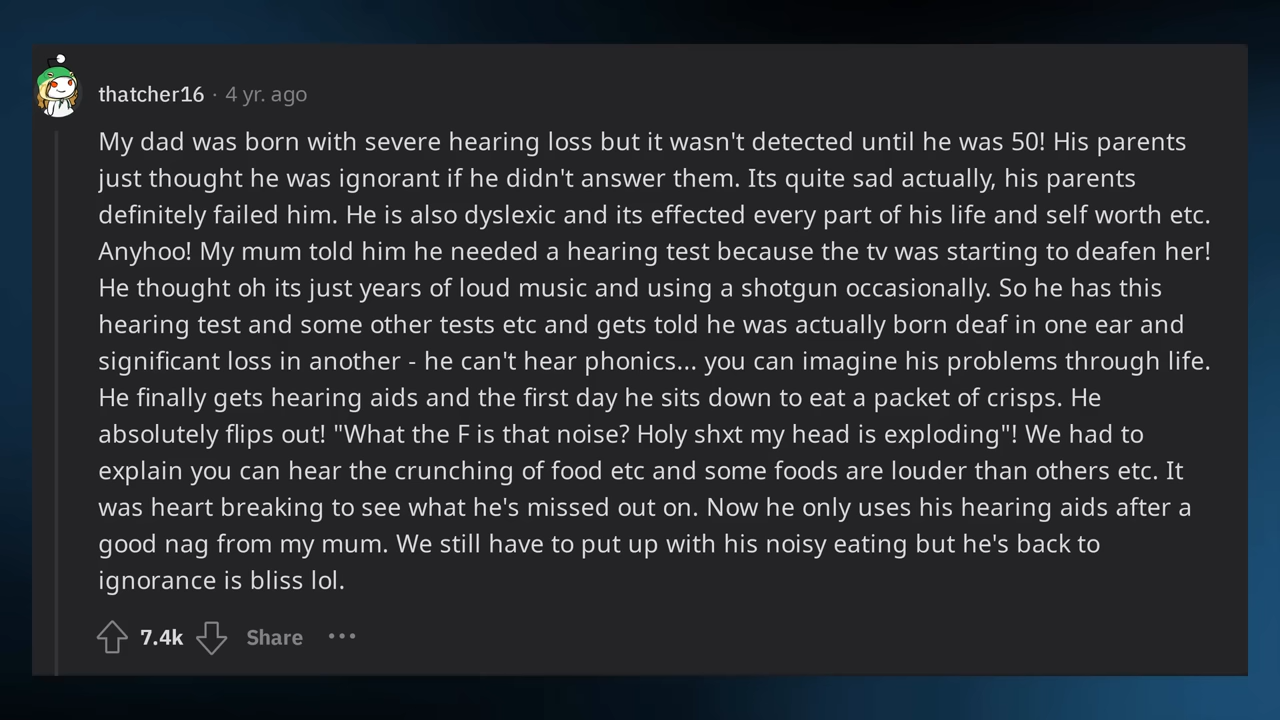 thatcher16 · 4 yr. ago
My dad was born with severe hearing loss but it wasn't detected until he was 50! His parents
just thought he was ignorant if he didn't answer them. Its quite sad actually, his parents
definitely failed him. He is also dyslexic and its effected every part of his life and self worth etc.
Anyhoo! My mum told him he needed a hearing test because the tv was starting to deafen her!
He thought oh its just years of loud music and using a shotgun occasionally. So he has this
hearing test and some other tests etc and gets told he was actually born deaf in one ear and
significant loss in another - he can't hear phonics... you can imagine his problems through life.
He finally gets hearing aids and the first day he sits down to eat a packet of crisps. He
absolutely flips out! "What the F is that noise? Holy shxt my head is exploding"! We had to
explain you can hear the crunching of food etc and some foods are louder than others etc. It
was heart breaking to see what he's missed out on. Now he only uses his hearing aids after a
good nag from my mum. We still have to put up with his noisy eating but he's back to
ignorance is bliss lol.
7.4k Share ···